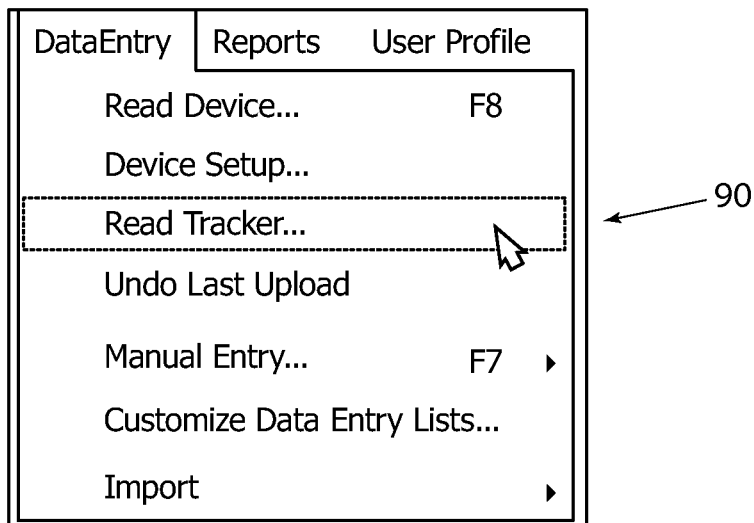 DataEntry Reports User Profile
Read Device... F8
Device Setup...
Read Tracker...
90
Undo Last Upload
Manual Entry... F7
Customize Data Entry Lists...
Import